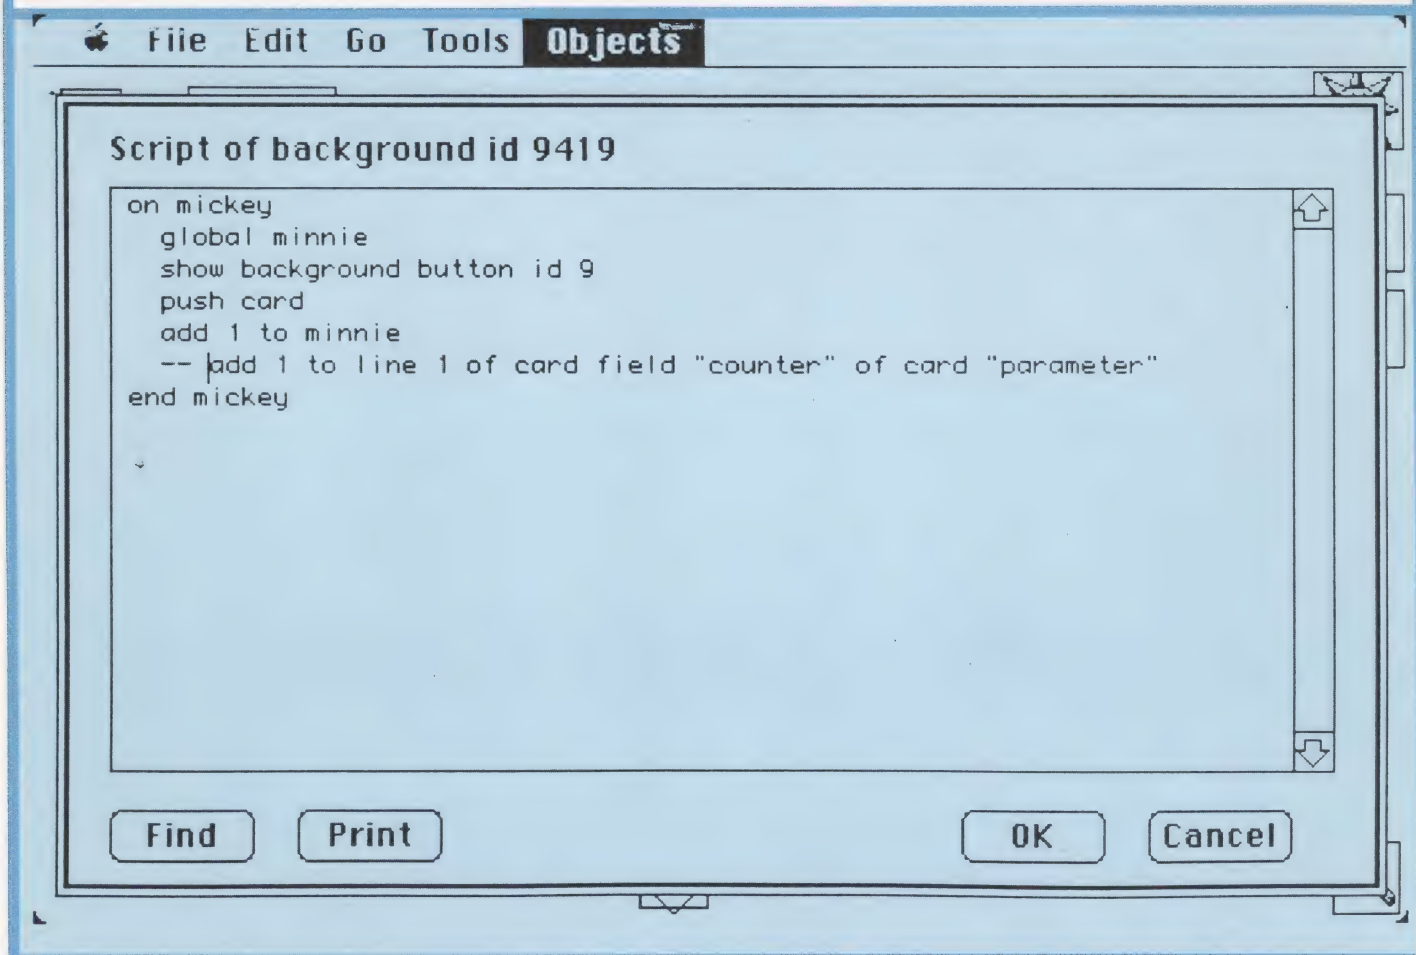 File Edit Go Tools Objects
Script of background id 9419
on mickey
global minnie
show background button id 9
push card
add 1 to minnie
-- add 1 to line 1 of card field "counter" of card "parameter"
end mickey
Find Print OK Cancel